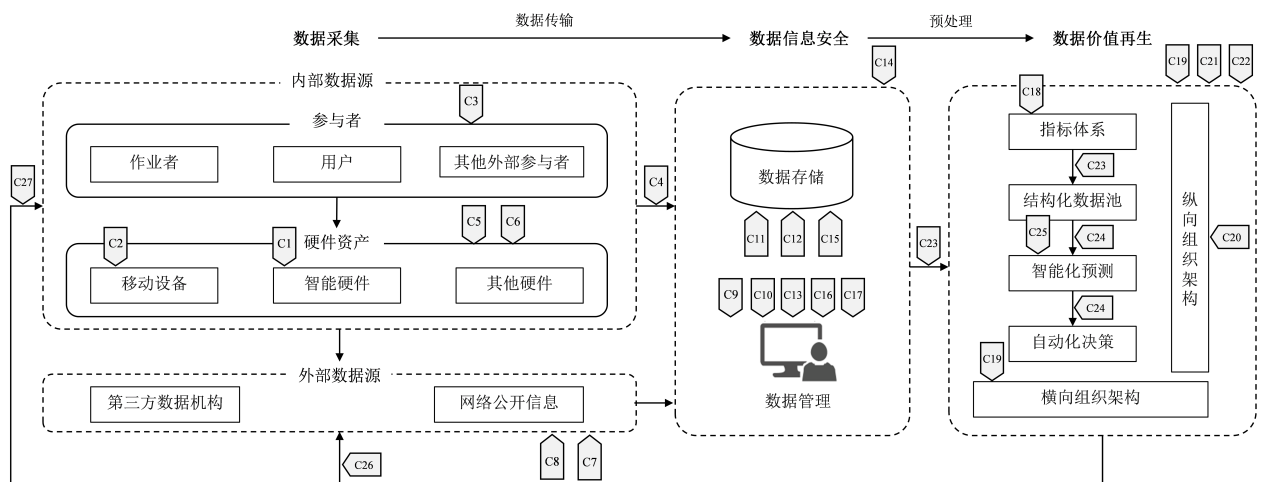 数据采集
数据传输
数据信息安全
预处理
数据价值再生
内部数据源
C3
C14
C19
C21
C22
参与者
作业者
用户
其他外部参与者
C27
C4
C18
指标体系
C23
数据存储
结构化数据池
C2
C1
硬件资产
C5
C6
移动设备
智能硬件
其他硬件
C11
C12
C15
C23
C25
C24
纵向组织架构
C20
智能化预测
C9
C10
C13
C16
C17
C24
自动化决策
外部数据源
第三方数据机构
网络公开信息
数据管理
C19
横向组织架构
C26
C8
C7